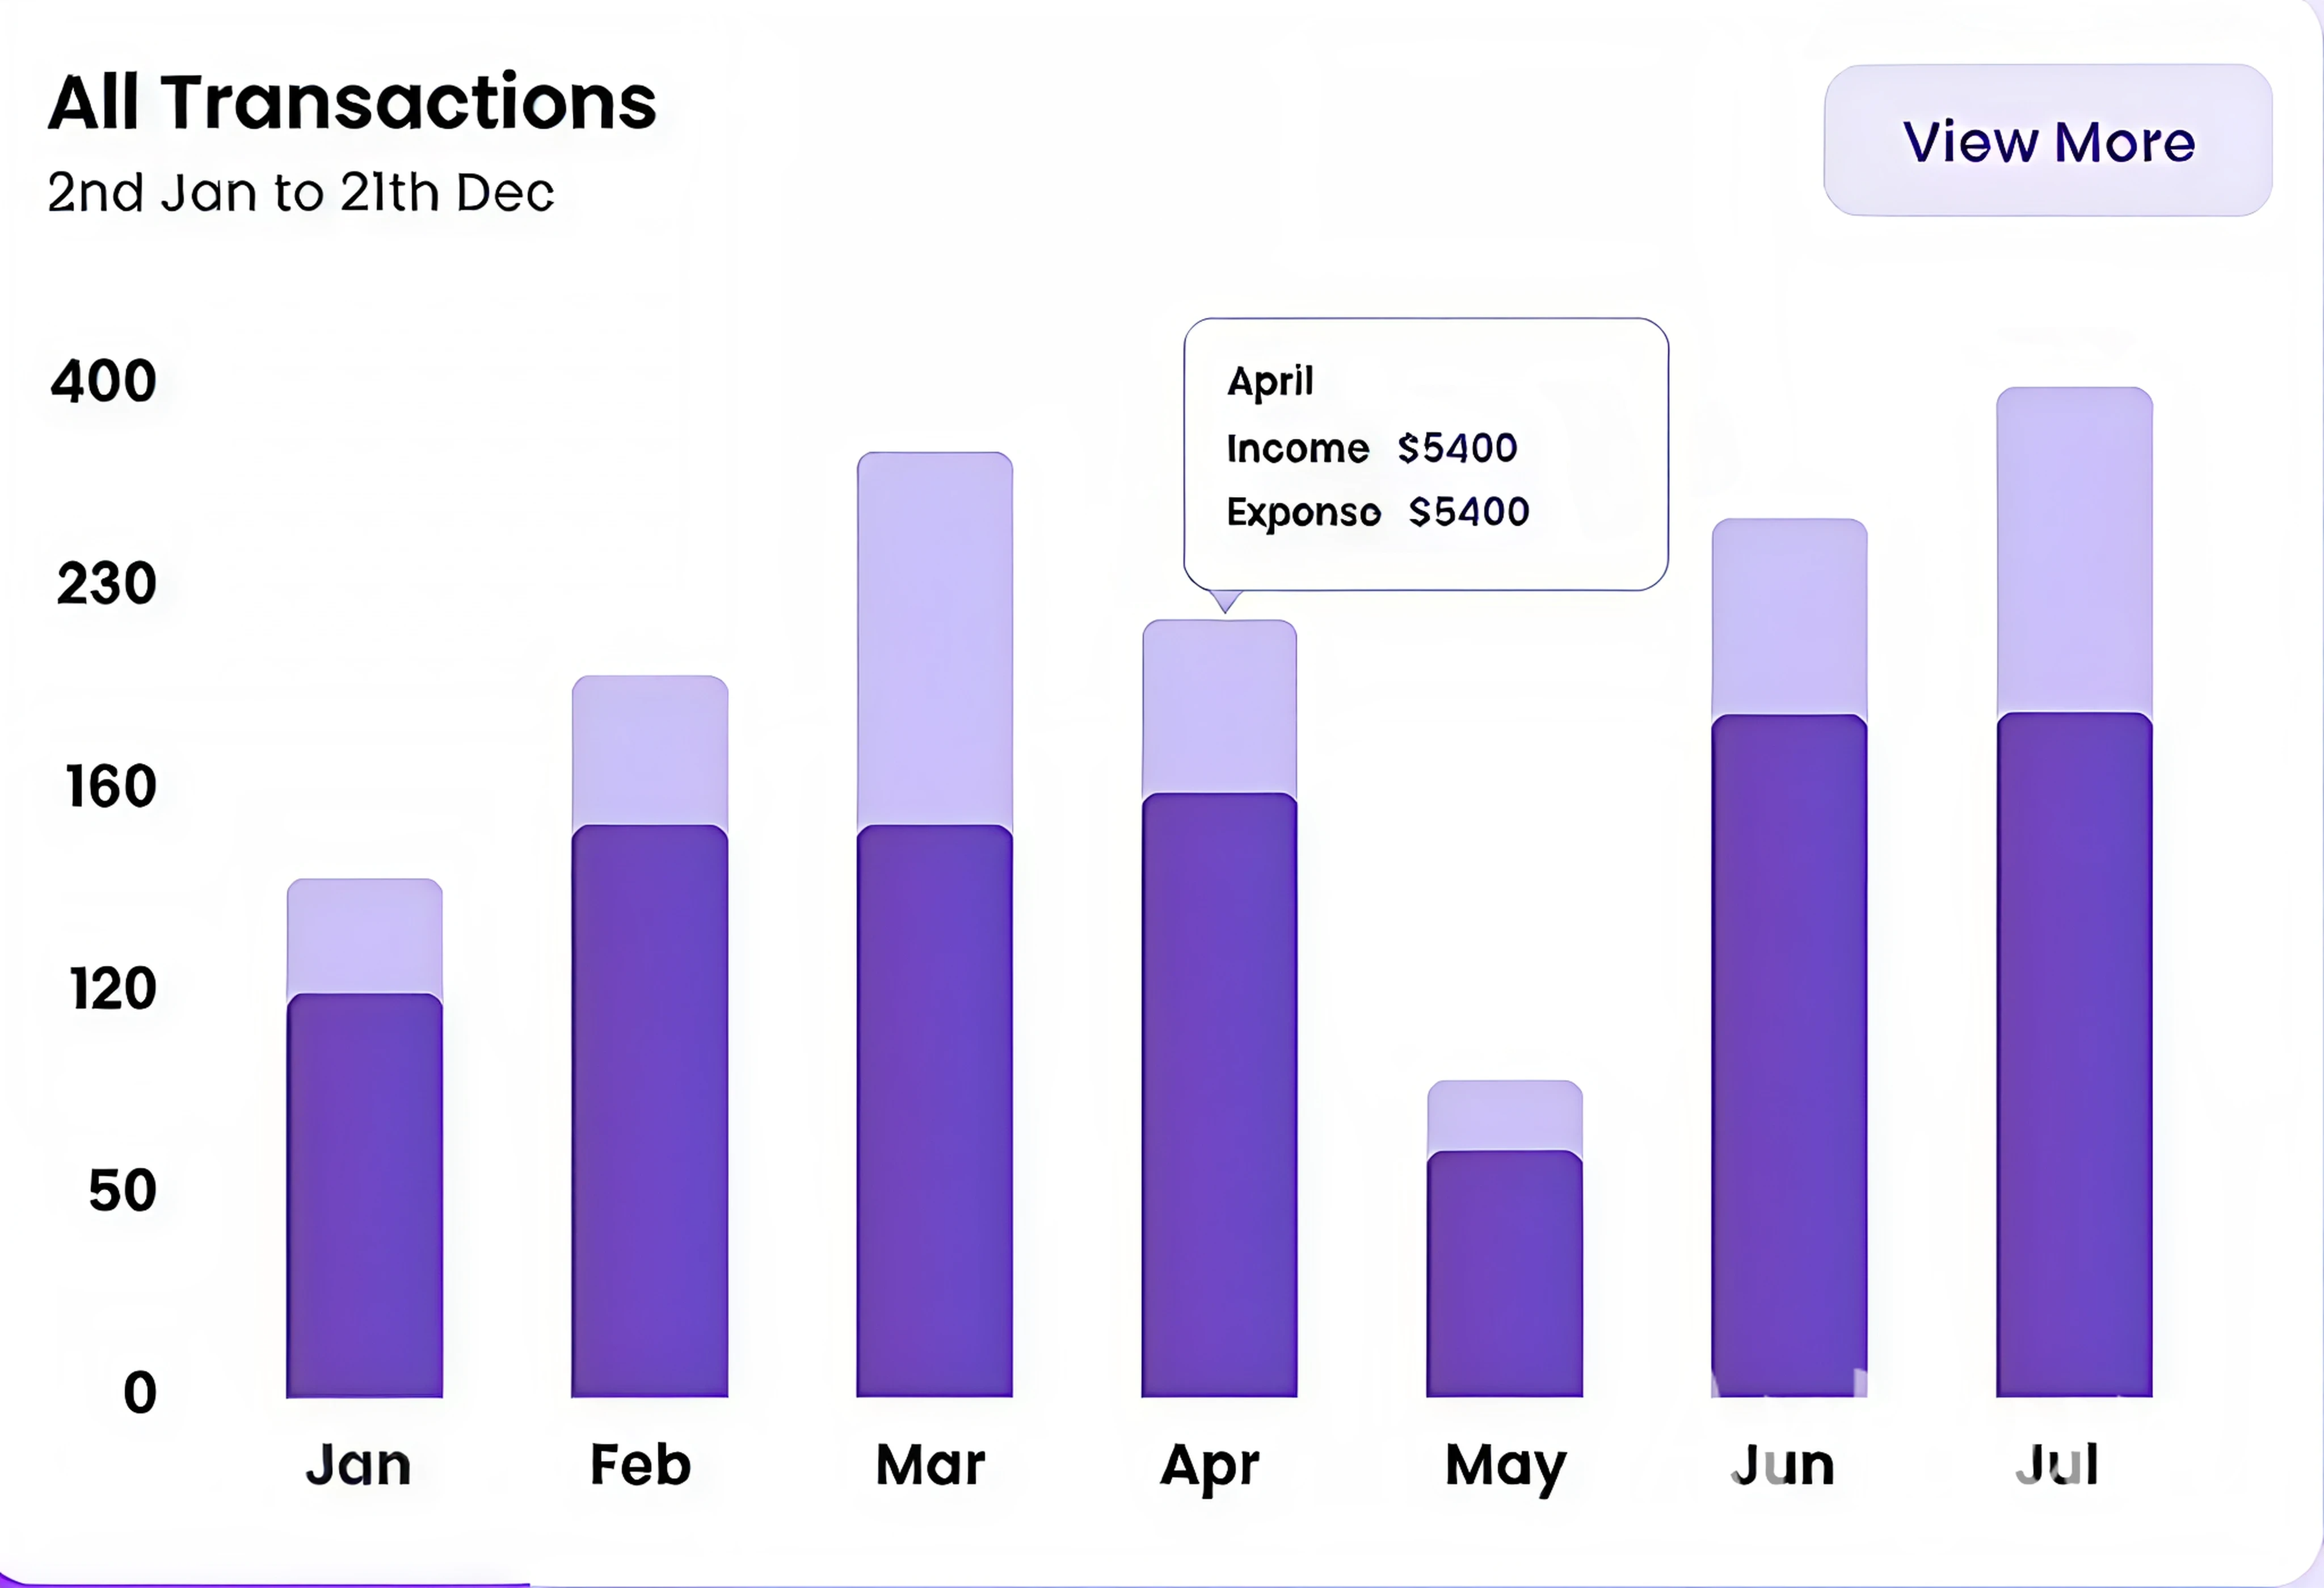 All Transactions
View More
2nd Jan to 21th Dec
400
April
Income $5400
Exponso $5400
230
160
120
50
0
Jan Feb Mar Apr May Jun Jul